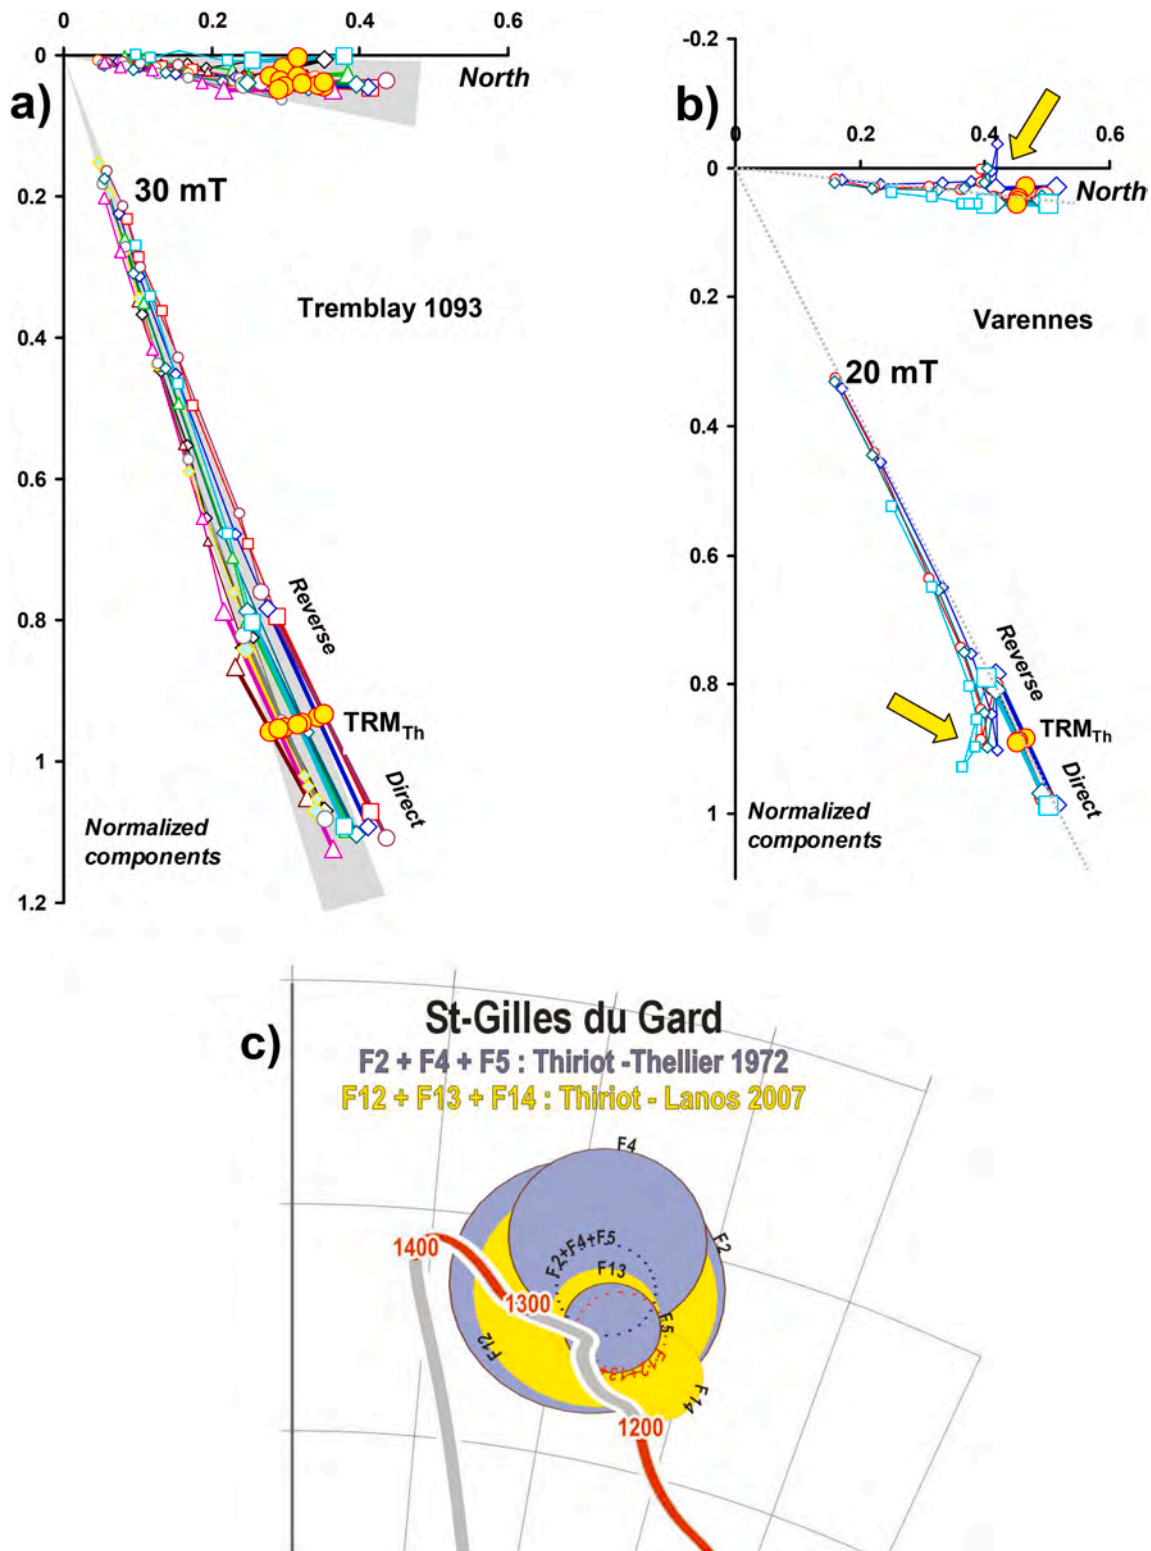 0
0.2
0.4
0.6
0
North
a)
30 mT
0.2
Tremblay 1093
0.4
0.6
Reverse
0.8
TRMTh
1
Direct
Normalized
components
1.2
-0.2
b)
0
0.2
0.4
0.6
0
North
0.2
Varennes
20 mT
0.4
0.6
Reverse
0.8
TRMTh
Direct
Normalized
components
1
c)
St-Gilles du Gard
F2 + F4 + F5 : Thiriot -Thellier 1972
F12 + F13 + F14 : Thiriot - Lanos 2007
F4
F2
F2+F4+F5
F13
1400
1300
F5
F12
F14
1200